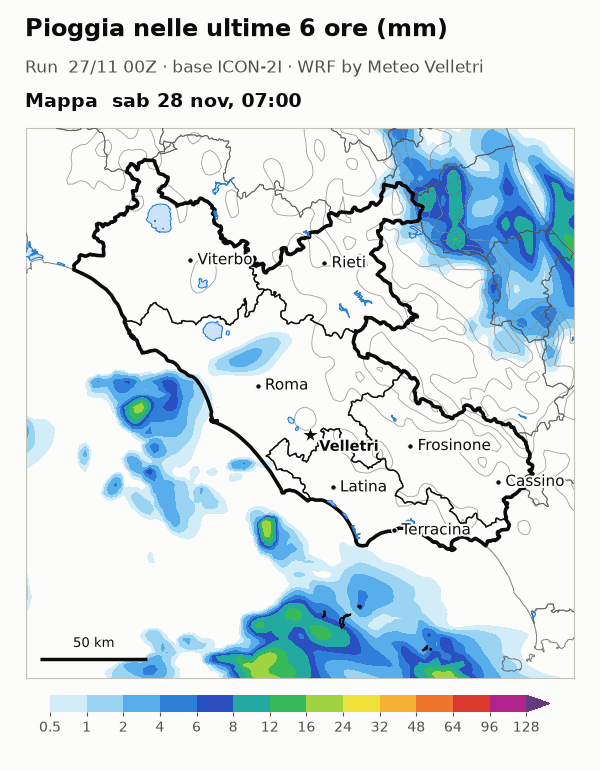 Pioggia nelle ultime 6 ore (mm)
Run  27/11 00Z · base ICON-2I · WRF by Meteo Velletri
Mappa  sab 28 nov, 07:00
Viterbo
Rieti
Roma
Velletri
Frosinone
Latina
Cassino
Terracina
50 km
0.5 1 2 4 6 8 12 16 24 32 48 64 96 128